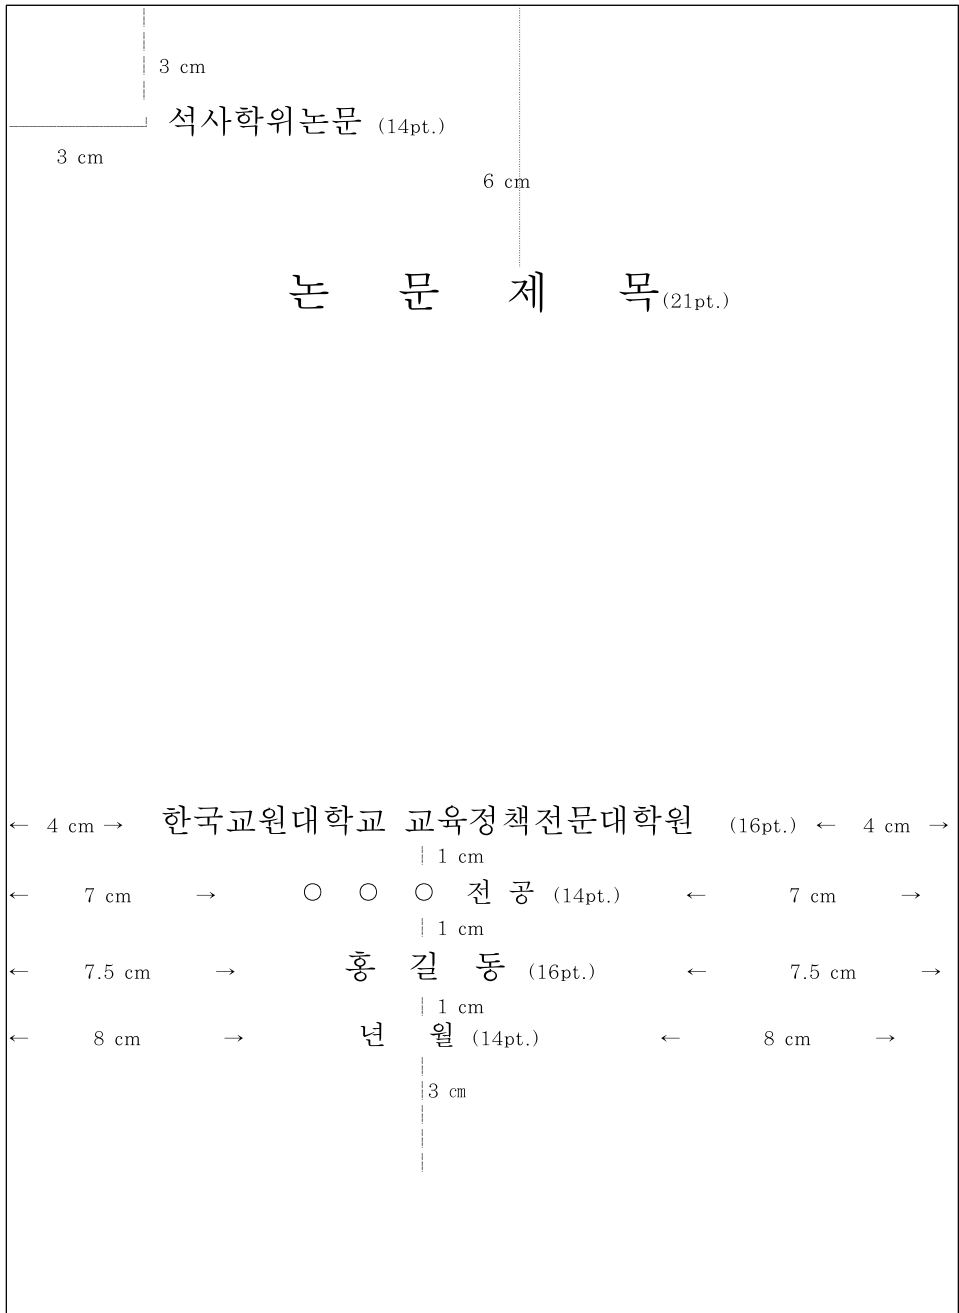 3 cm
석사학위논문 (14pt.)
3 cm
6 cm
논 문 제 목(21pt.)
← 4 cm → 한국교원대학교 교육정책전문대학원 (16pt.) ← 4 cm →
1 cm
← 7 cm → ○ ○ ○ 전 공 (14pt.) ← 7 cm →
1 cm
← 7.5 cm → 홍 길 동 (16pt.) ← 7.5 cm →
1 cm
← 8 cm → 년 월 (14pt.) ← 8 cm →
3 ㎝